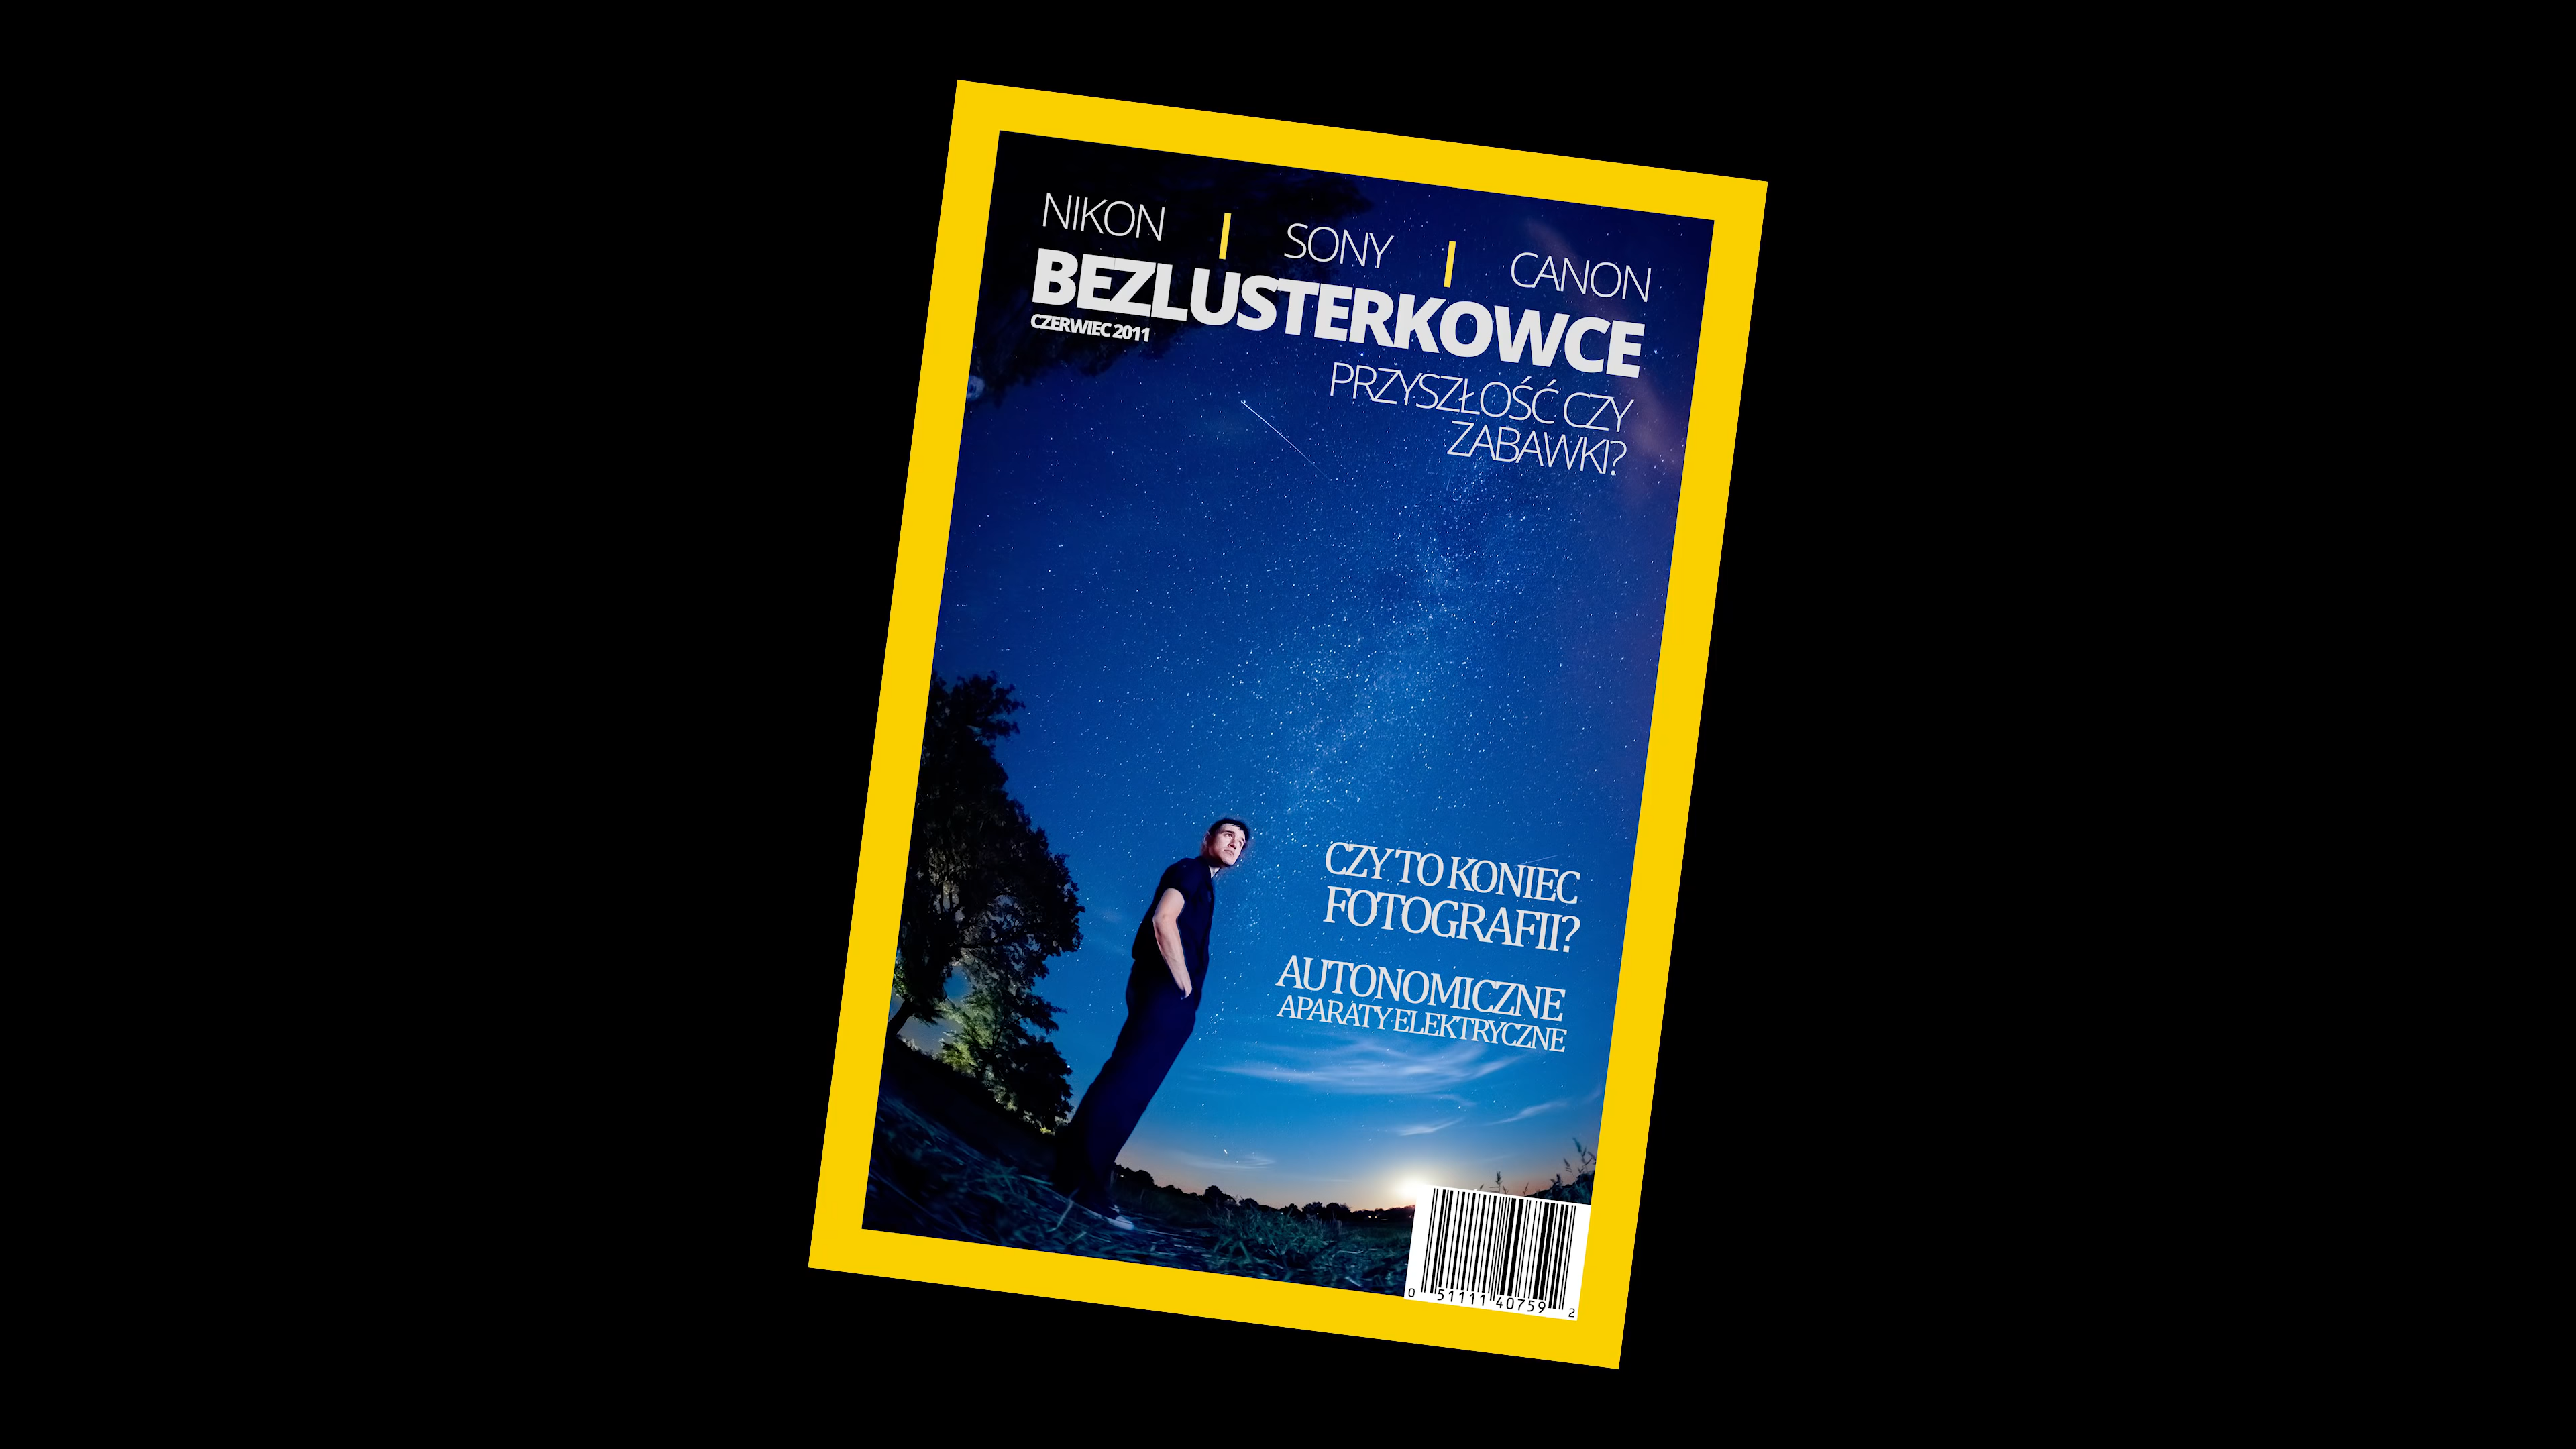 NIKON SONY CANON
BEZLUSTERKOWCE
CZERWIEC 2011
PRZYSZŁOŚĆ CZY
ZABAWKI?
CZY TO KONIEC
FOTOGRAFII?
AUTONOMICZNE
APARATY ELEKTRYCZNE
0 51111 40759 2